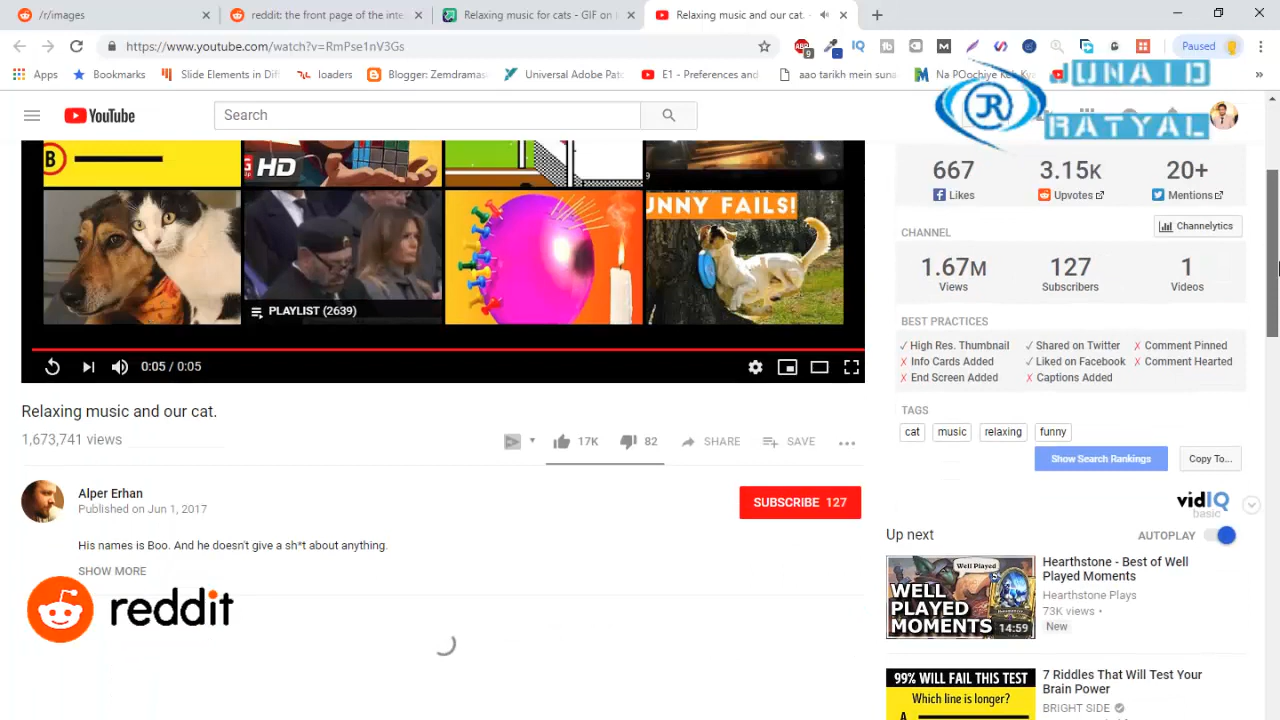 /r/images
reddit: the front page of the inte
Relaxing music for cats - GIF on I
Relaxing music and our cat. -
https://www.youtube.com/watch?v=RmPse1nV3Gs
ABP
9
IQ
tb
M
Paused
Apps
Bookmarks
Slide Elements in Dif
loaders
Blogger: Zemdrama
Universal Adobe Pat
E1 - Preferences and
aao tarikh mein suna
Na POochiye Keh Ky
»
JUNAID
JR
RATYAL
YouTube
Search
B
G
HD
9
UNNY FAILS!
PLAYLIST (2639)
0:05 / 0:05
Relaxing music and our cat.
1,673,741 views
17K
82
SHARE
SAVE
Alper Erhan
Published on Jun 1, 2017
SUBSCRIBE 127
His names is Boo. And he doesn't give a sh*t about anything.
SHOW MORE
reddit
667
3.15K
20+
Likes
Upvotes
Mentions
CHANNEL
Channelytics
1.67M
127
1
Views
Subscribers
Videos
BEST PRACTICES
✓ High Res. Thumbnail
✓ Shared on Twitter
✗ Comment Pinned
✗ Info Cards Added
✓ Liked on Facebook
✗ Comment Hearted
✗ End Screen Added
✗ Captions Added
TAGS
cat
music
relaxing
funny
Show Search Rankings
Copy To...
vidIQ
basic
Up next
AUTOPLAY
Well Played
WELL
PLAYED
MOMENTS
14:59
Hearthstone - Best of Well
Played Moments
Hearthstone Plays
73K views •
New
99% WILL FAIL THIS TEST
Which line is longer?
A
7 Riddles That Will Test Your
Brain Power
BRIGHT SIDE